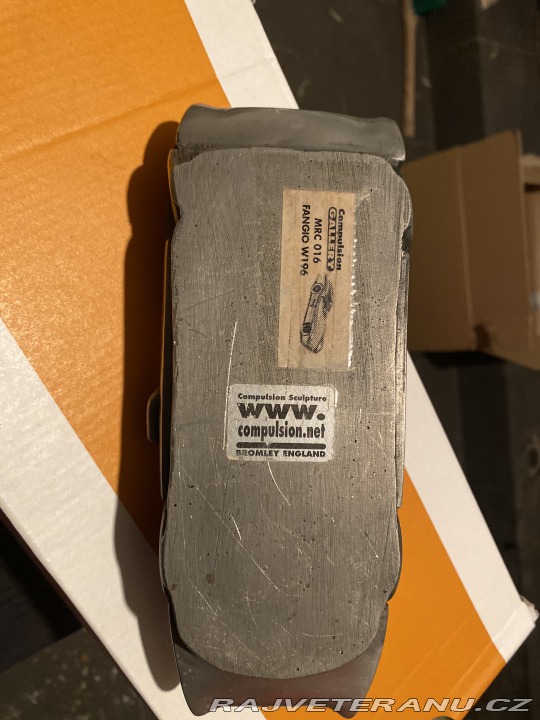 Compulsion
GALLERY
MRC 016
FANGIO W196
Compulsion Sculpture
www.
compulsion.net
BROMLEY ENGLAND
RAJVETERANU.CZ